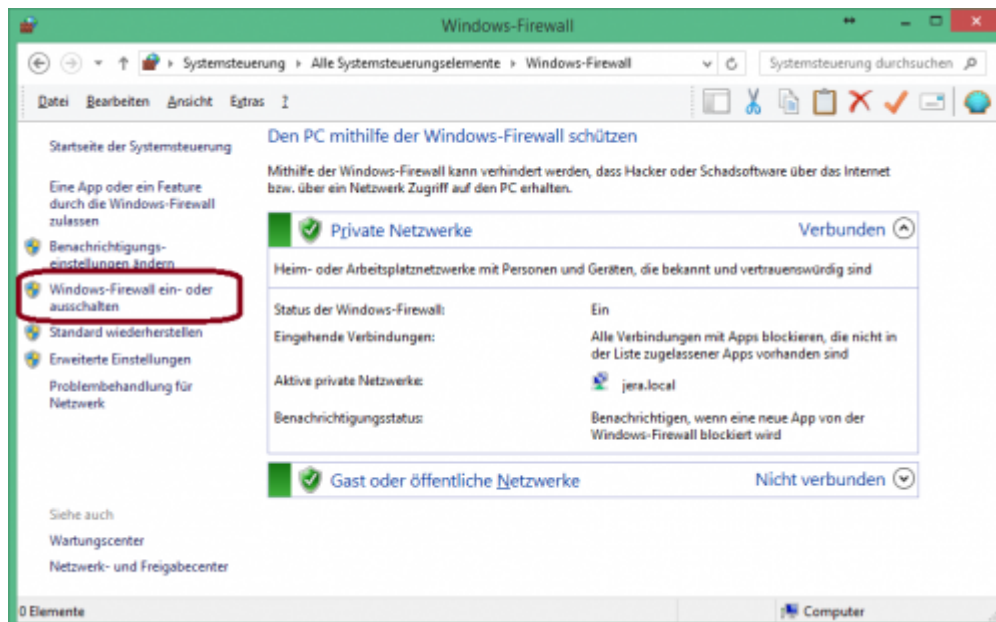 Windows-Firewall
Systemsteuerung › Alle Systemsteuerungselemente › Windows-Firewall
Systemsteuerung durchsuchen
Datei Bearbeiten Ansicht Extras ?
Startseite der Systemsteuerung
Eine App oder ein Feature
durch die Windows-Firewall
zulassen
Benachrichtigungs-
einstellungen ändern
Windows-Firewall ein- oder
ausschalten
Standard wiederherstellen
Erweiterte Einstellungen
Problembehandlung für
Netzwerk
Siehe auch
Wartungscenter
Netzwerk- und Freigabecenter
Den PC mithilfe der Windows-Firewall schützen
Mithilfe der Windows-Firewall kann verhindert werden, dass Hacker oder Schadsoftware über das Internet
bzw. über ein Netzwerk Zugriff auf den PC erhalten.
Private Netzwerke Verbunden
Heim- oder Arbeitsplatznetzwerke mit Personen und Geräten, die bekannt und vertrauenswürdig sind
Status der Windows-Firewall: Ein
Eingehende Verbindungen: Alle Verbindungen mit Apps blockieren, die nicht in
der Liste zugelassener Apps vorhanden sind
Aktive private Netzwerke: jera.local
Benachrichtigungsstatus: Benachrichtigen, wenn eine neue App von der
Windows-Firewall blockiert wird
Gast oder öffentliche Netzwerke Nicht verbunden
0 Elemente Computer